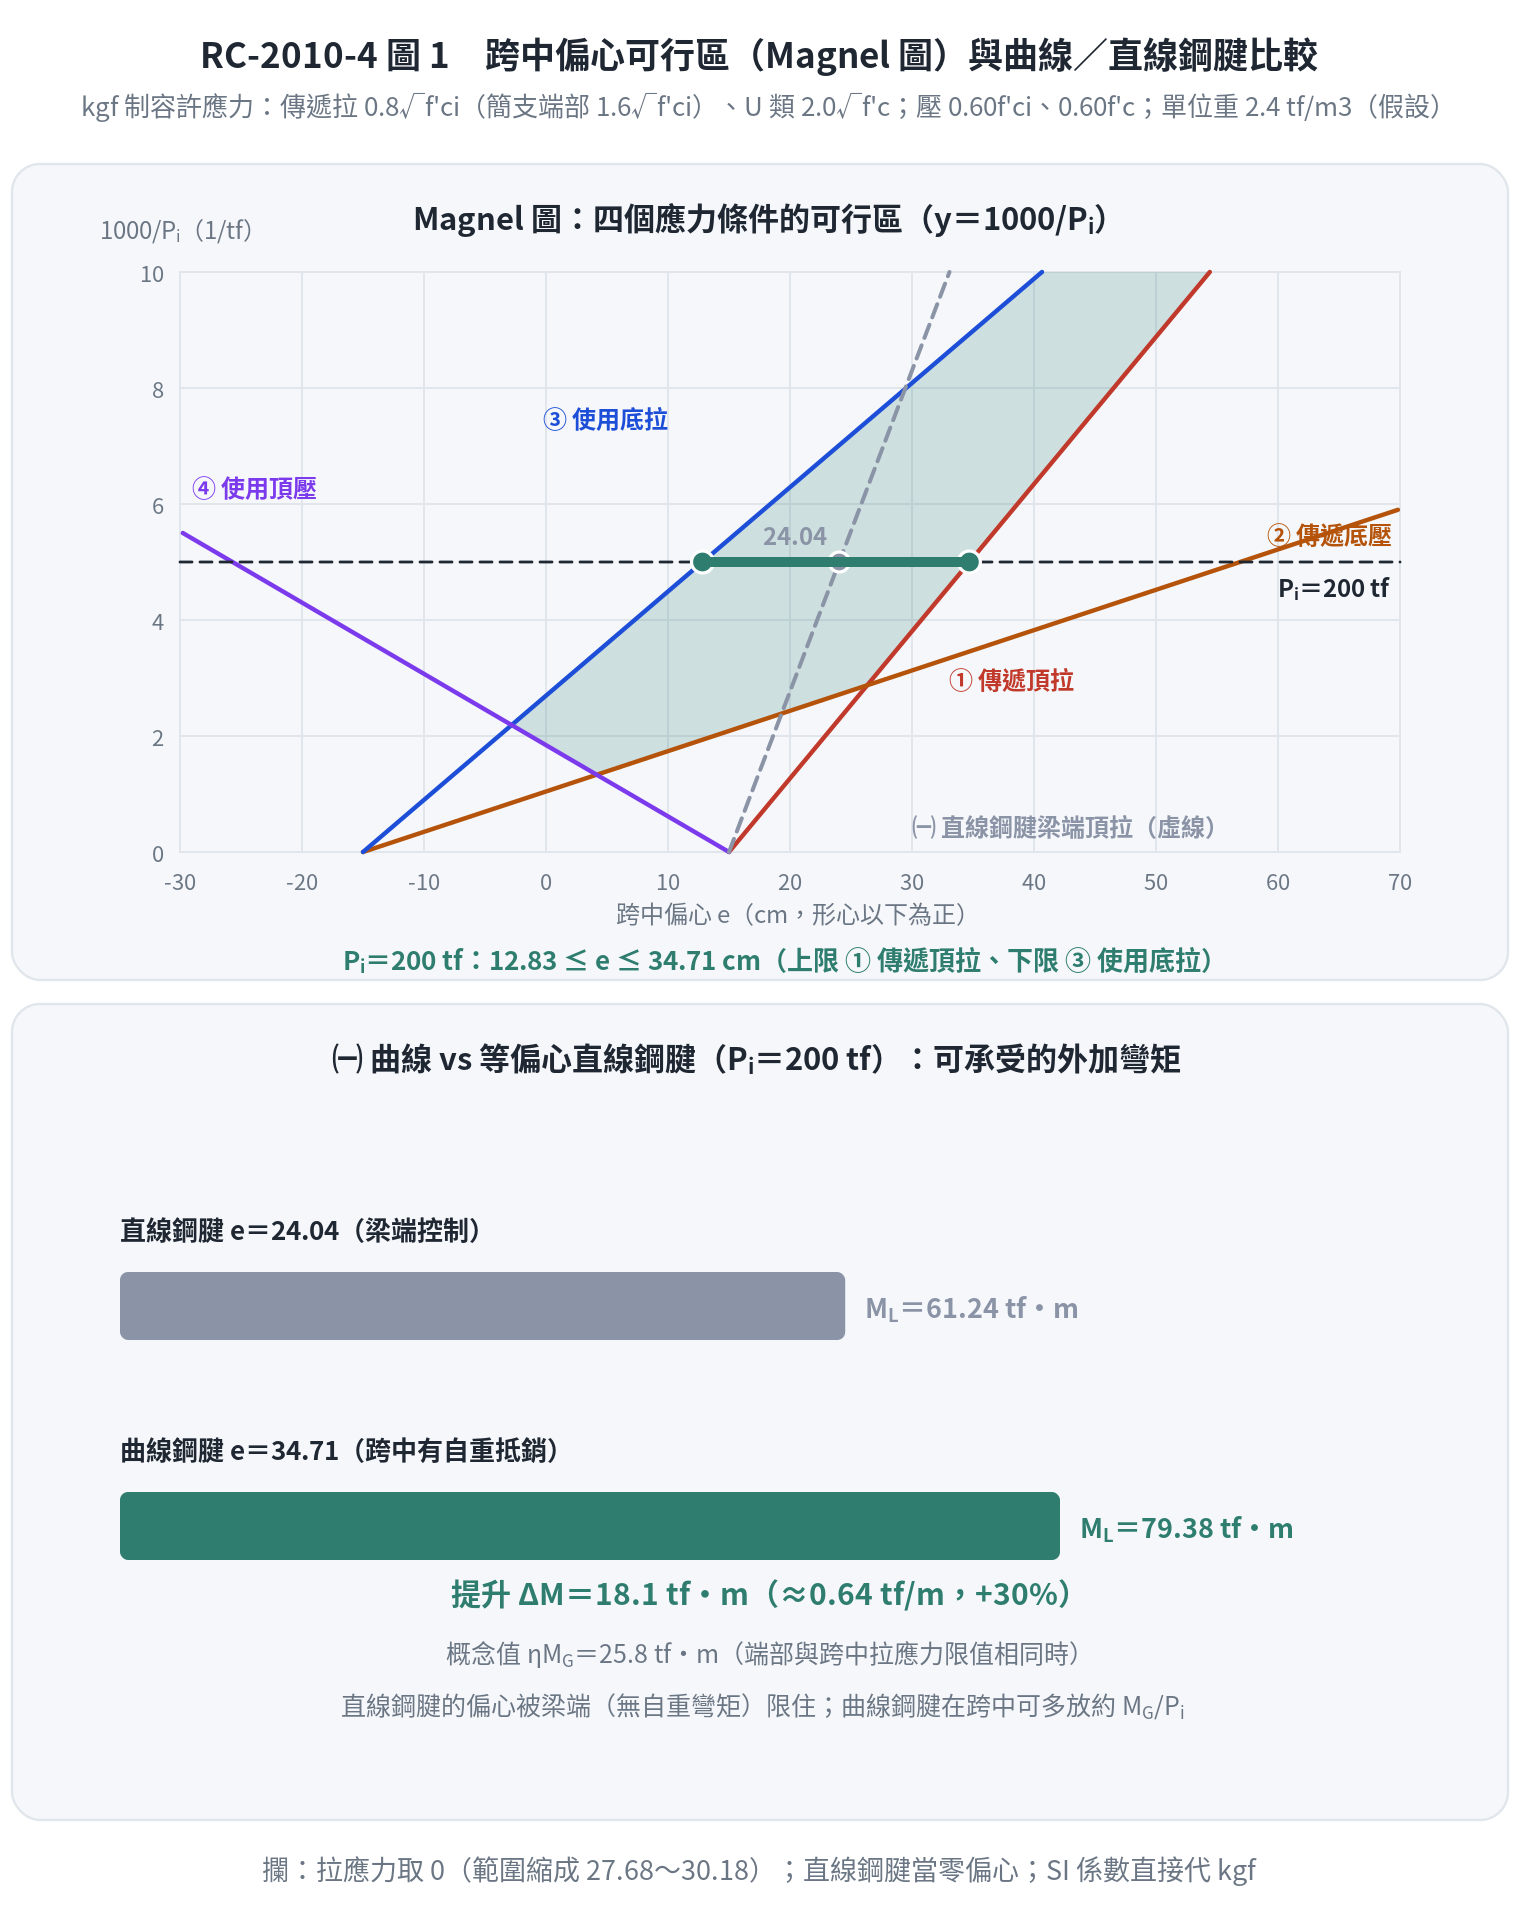 RC-2010-4 圖 1　跨中偏心可行區（Magnel 圖）與曲線／直線鋼腱比較
kgf 制容許應力：傳遞拉 0.8√f'ci（簡支端部 1.6√f'ci）、U 類 2.0√f'c；壓 0.60f'ci、0.60f'c；單位重 2.4 tf/m3（假設）
Magnel 圖：四個應力條件的可行區（y＝1000/Pᵢ）
1000/Pᵢ（1/tf）
10
8
6
4
2
0
③ 使用底拉
④ 使用頂壓
24.04
② 傳遞底壓
Pᵢ＝200 tf
① 傳遞頂拉
㈠ 直線鋼腱梁端頂拉（虛線）
-30 -20 -10 0 10 20 30 40 50 60 70
跨中偏心 e（cm，形心以下為正）
Pᵢ＝200 tf：12.83 ≤ e ≤ 34.71 cm（上限 ① 傳遞頂拉、下限 ③ 使用底拉）
㈠ 曲線 vs 等偏心直線鋼腱（Pᵢ＝200 tf）：可承受的外加彎矩
直線鋼腱 e＝24.04（梁端控制）
M_L＝61.24 tf・m
曲線鋼腱 e＝34.71（跨中有自重抵銷）
M_L＝79.38 tf・m
提升 ΔM＝18.1 tf・m（≈0.64 tf/m，+30%）
概念值 ηM_G＝25.8 tf・m（端部與跨中拉應力限值相同時）
直線鋼腱的偏心被梁端（無自重彎矩）限住；曲線鋼腱在跨中可多放約 M_G/Pᵢ
攔：拉應力取 0（範圍縮成 27.68～30.18）；直線鋼腱當零偏心；SI 係數直接代 kgf